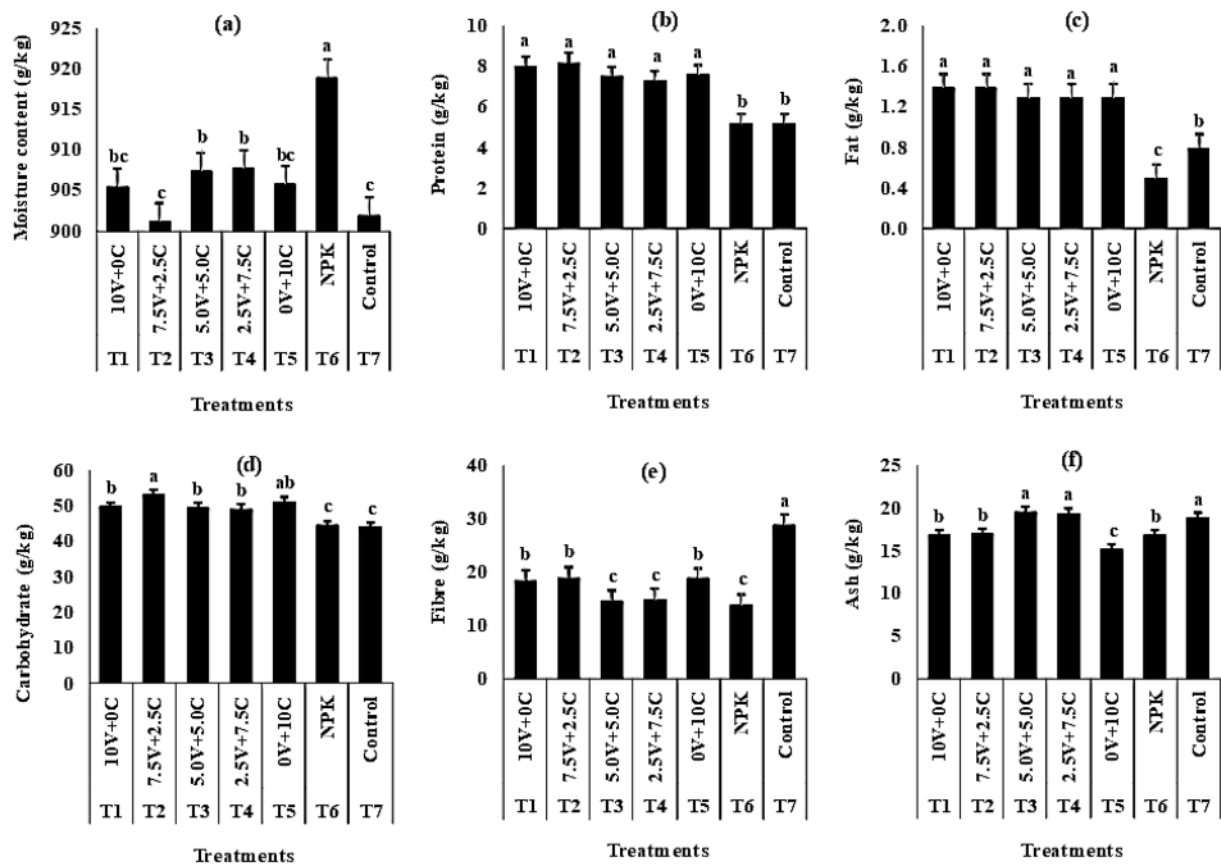 (a)
Moisture content (g/kg)
925
920
915
910
905
900
bc
c
b
b
bc
a
c
10V+0C
7.5V+2.5C
5.0V+5.0C
2.5V+7.5C
0V+10C
NPK
Control
T1 T2 T3 T4 T5 T6 T7
Treatments
(b)
Protein (g/kg)
10
8
6
4
2
0
a
a
a
a
a
b
b
10V+0C
7.5V+2.5C
5.0V+5.0C
2.5V+7.5C
0V+10C
NPK
Control
T1 T2 T3 T4 T5 T6 T7
Treatments
(c)
Fat (g/kg)
2.0
1.6
1.2
0.8
0.4
0.0
a
a
a
a
a
c
b
10V+0C
7.5V+2.5C
5.0V+5.0C
2.5V+7.5C
0V+10C
NPK
Control
T1 T2 T3 T4 T5 T6 T7
Treatments
(d)
Carbohydrate (g/kg)
60
50
40
30
20
10
0
b
a
b
b
ab
c
c
10V+0C
7.5V+2.5C
5.0V+5.0C
2.5V+7.5C
0V+10C
NPK
Control
T1 T2 T3 T4 T5 T6 T7
Treatments
(e)
Fibre (g/kg)
40
30
20
10
0
b
b
c
c
b
c
a
10V+0C
7.5V+2.5C
5.0V+5.0C
2.5V+7.5C
0V+10C
NPK
Control
T1 T2 T3 T4 T5 T6 T7
Treatments
(f)
Ash (g/kg)
25
20
15
10
5
0
b
b
a
a
c
b
a
10V+0C
7.5V+2.5C
5.0V+5.0C
2.5V+7.5C
0V+10C
NPK
Control
T1 T2 T3 T4 T5 T6 T7
Treatments